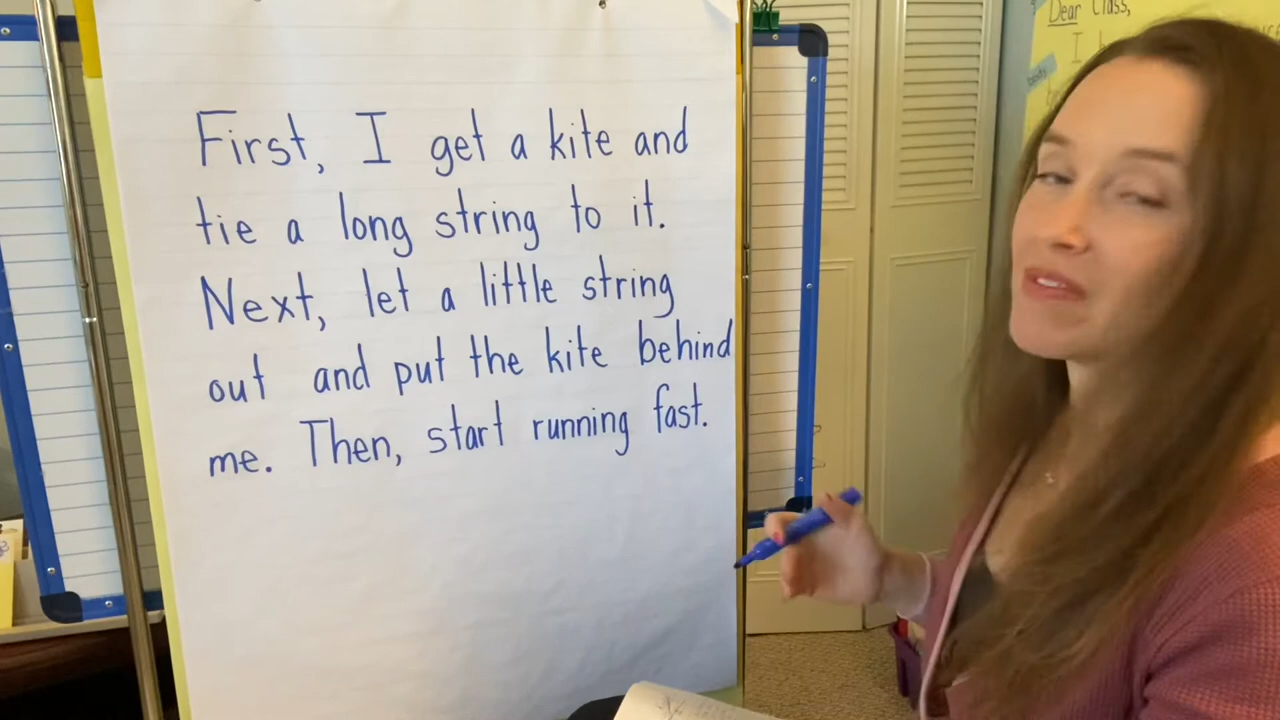 First, I get a kite and
tie a long string to it.
Next, let a little string
out and put the kite behind
me. Then, start running fast.
Dear Class,
I